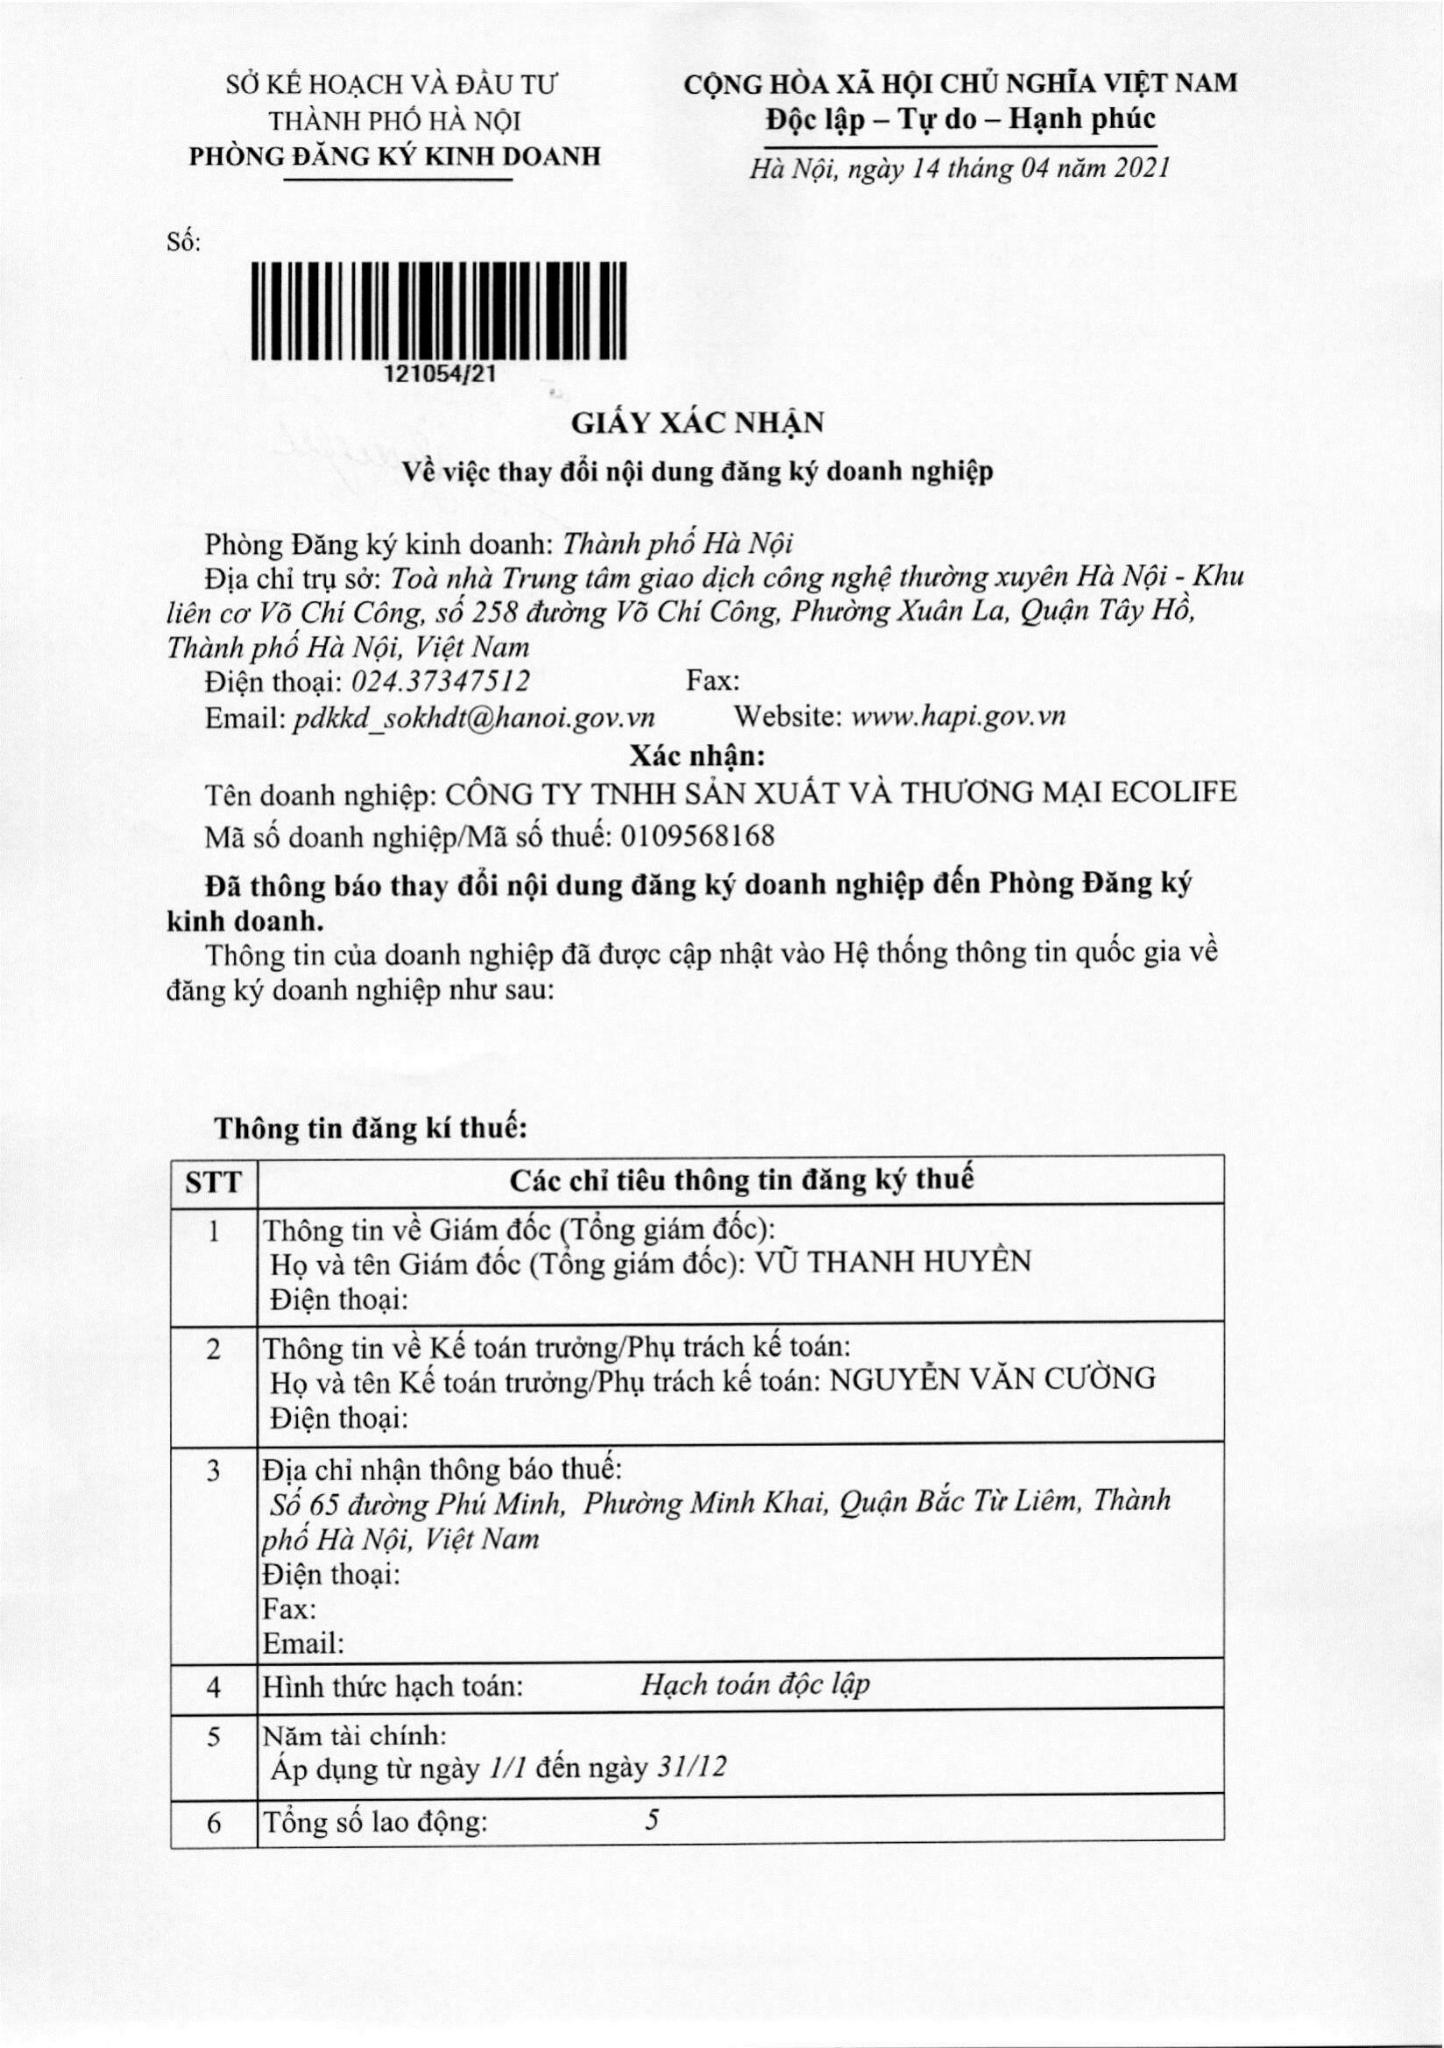 SỞ KẾ HOẠCH VÀ ĐẦU TƯ
THÀNH PHỐ HÀ NỘI
PHÒNG ĐĂNG KÝ KINH DOANH
CỘNG HÒA XÃ HỘI CHỦ NGHĨA VIỆT NAM
Độc lập – Tự do – Hạnh phúc
Hà Nội, ngày 14 tháng 04 năm 2021
Số:
121054/21
GIẤY XÁC NHẬN
Về việc thay đổi nội dung đăng ký doanh nghiệp
Phòng Đăng ký kinh doanh: Thành phố Hà Nội
Địa chỉ trụ sở: Toà nhà Trung tâm giao dịch công nghệ thường xuyên Hà Nội - Khu
liên cơ Võ Chí Công, số 258 đường Võ Chí Công, Phường Xuân La, Quận Tây Hồ,
Thành phố Hà Nội, Việt Nam
Điện thoại: 024.37347512 Fax:
Email: pdkkd_sokhdt@hanoi.gov.vn Website: www.hapi.gov.vn
Xác nhận:
Tên doanh nghiệp: CÔNG TY TNHH SẢN XUẤT VÀ THƯƠNG MẠI ECOLIFE
Mã số doanh nghiệp/Mã số thuế: 0109568168
Đã thông báo thay đổi nội dung đăng ký doanh nghiệp đến Phòng Đăng ký
kinh doanh.
Thông tin của doanh nghiệp đã được cập nhật vào Hệ thống thông tin quốc gia về
đăng ký doanh nghiệp như sau:
Thông tin đăng kí thuế:
STT Các chỉ tiêu thông tin đăng ký thuế
1 Thông tin về Giám đốc (Tổng giám đốc):
Họ và tên Giám đốc (Tổng giám đốc): VŨ THANH HUYỀN
Điện thoại:
2 Thông tin về Kế toán trưởng/Phụ trách kế toán:
Họ và tên Kế toán trưởng/Phụ trách kế toán: NGUYỄN VĂN CƯỜNG
Điện thoại:
3 Địa chỉ nhận thông báo thuế:
Số 65 đường Phú Minh, Phường Minh Khai, Quận Bắc Từ Liêm, Thành
phố Hà Nội, Việt Nam
Điện thoại:
Fax:
Email:
4 Hình thức hạch toán: Hạch toán độc lập
5 Năm tài chính:
Áp dụng từ ngày 1/1 đến ngày 31/12
6 Tổng số lao động: 5